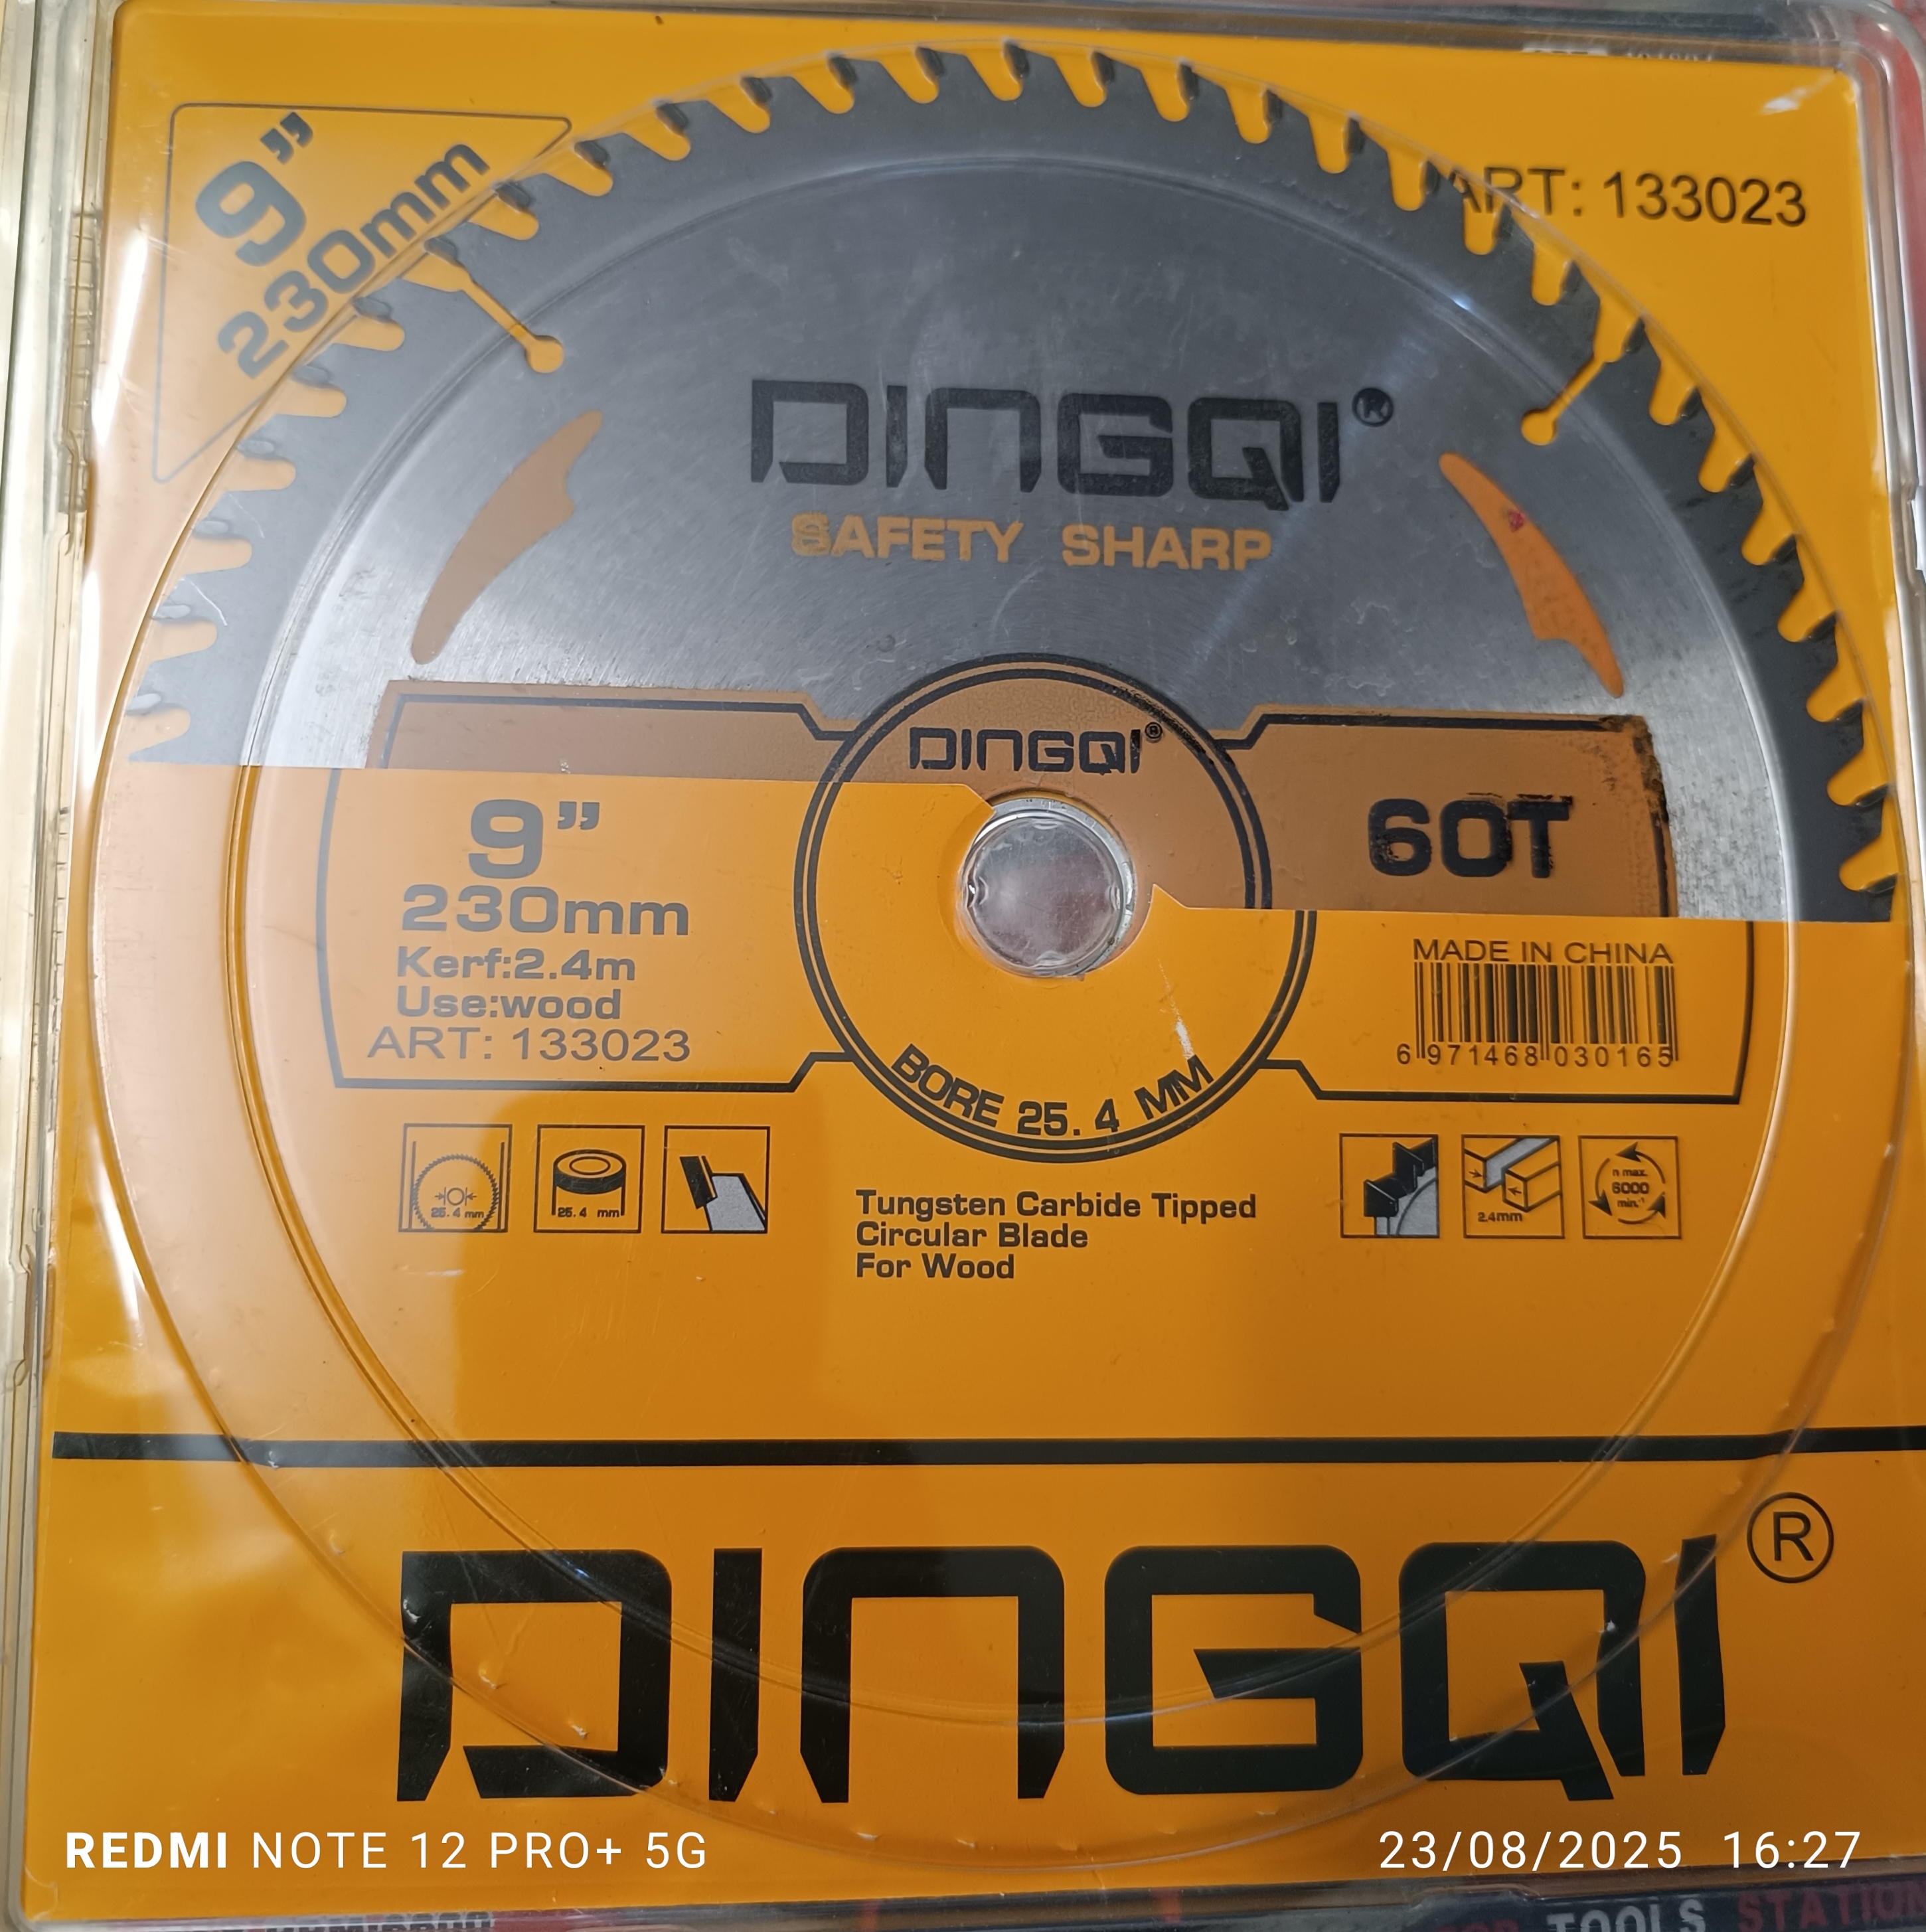 9”
230mm
ART: 133023
DINGQI®
SAFETY SHARP
DINGQI®
9”
230mm
Kerf:2.4m
Use:wood
ART: 133023
60T
MADE IN CHINA
6 971468 030165
BORE 25.4 MM
25.4 mm
25.4 mm
2.4mm
n max.
6000
min.⁻¹
Tungsten Carbide Tipped
Circular Blade
For Wood
DINGQI®
REDMI NOTE 12 PRO+ 5G
23/08/2025 16:27
TOOLS STATION